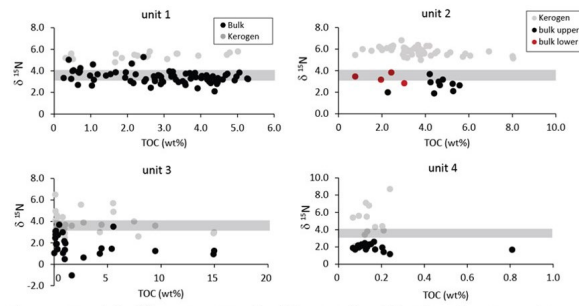 unit 1
Bulk
Kerogen
8.0
6.0
4.0
2.0
0.0
δ 15N
0.0 1.0 2.0 3.0 4.0 5.0 6.0
TOC (wt%)
unit 2
Kerogen
bulk upper
bulk lower
8.0
6.0
4.0
2.0
0.0
δ 15N
0.0 2.0 4.0 6.0 8.0 10.0
TOC (wt%)
unit 3
8.0
6.0
4.0
2.0
0.0
-2.0
δ 15N
0 5 10 15 20
TOC (wt%)
unit 4
10.0
8.0
6.0
4.0
2.0
0.0
δ 15N
0.0 0.2 0.4 0.6 0.8 1.0
TOC (wt%)